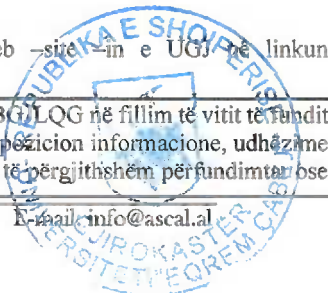 eb –site –in e UGJ në linkun
BG/LQG në fillim të vitit të fundit
pozicion informacione, udhëzime
të përgjithshëm përfundimtar ose
E-mail: info@ascal.al
REPUBLIKA E SHQIPËRISË
UNIVERSITETI "EQREM ÇABEJ"
GJIROKASTËR